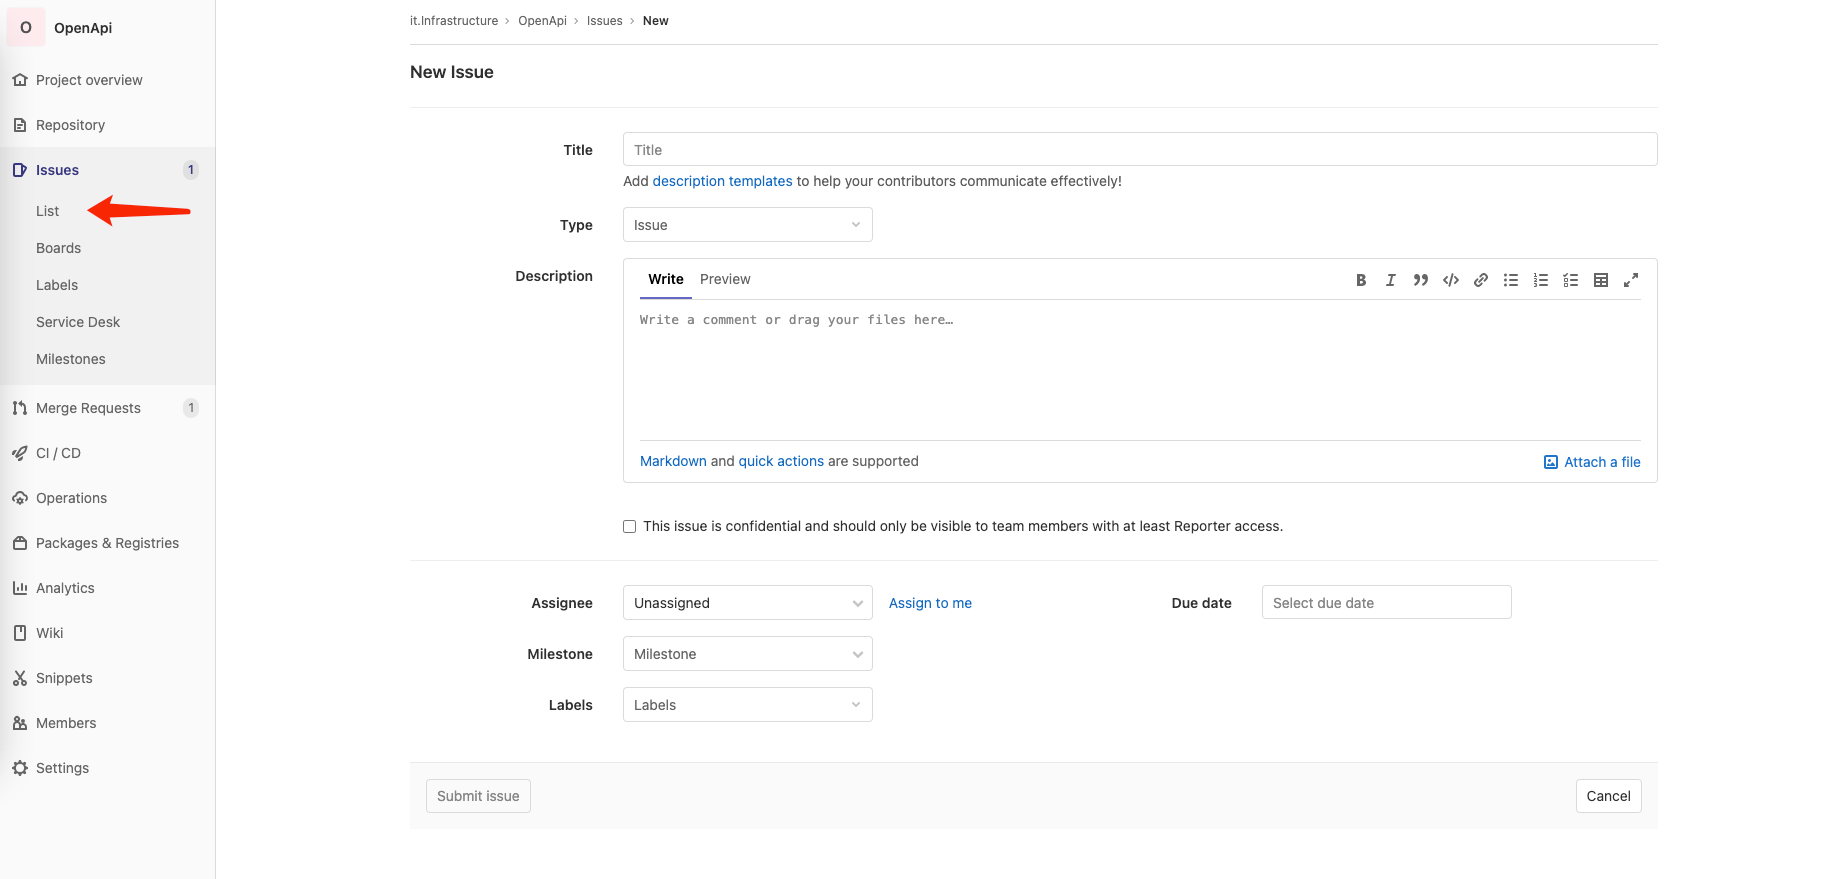 O OpenApi
Project overview
Repository
Issues 1
List
Boards
Labels
Service Desk
Milestones
Merge Requests 1
CI / CD
Operations
Packages & Registries
Analytics
Wiki
Snippets
Members
Settings
it.Infrastructure › OpenApi › Issues › New
New Issue
Title
Title
Add description templates to help your contributors communicate effectively!
Type
Issue
Description
Write Preview
Write a comment or drag your files here…
Markdown and quick actions are supported
Attach a file
This issue is confidential and should only be visible to team members with at least Reporter access.
Assignee
Unassigned
Assign to me
Due date
Select due date
Milestone
Milestone
Labels
Labels
Submit issue
Cancel